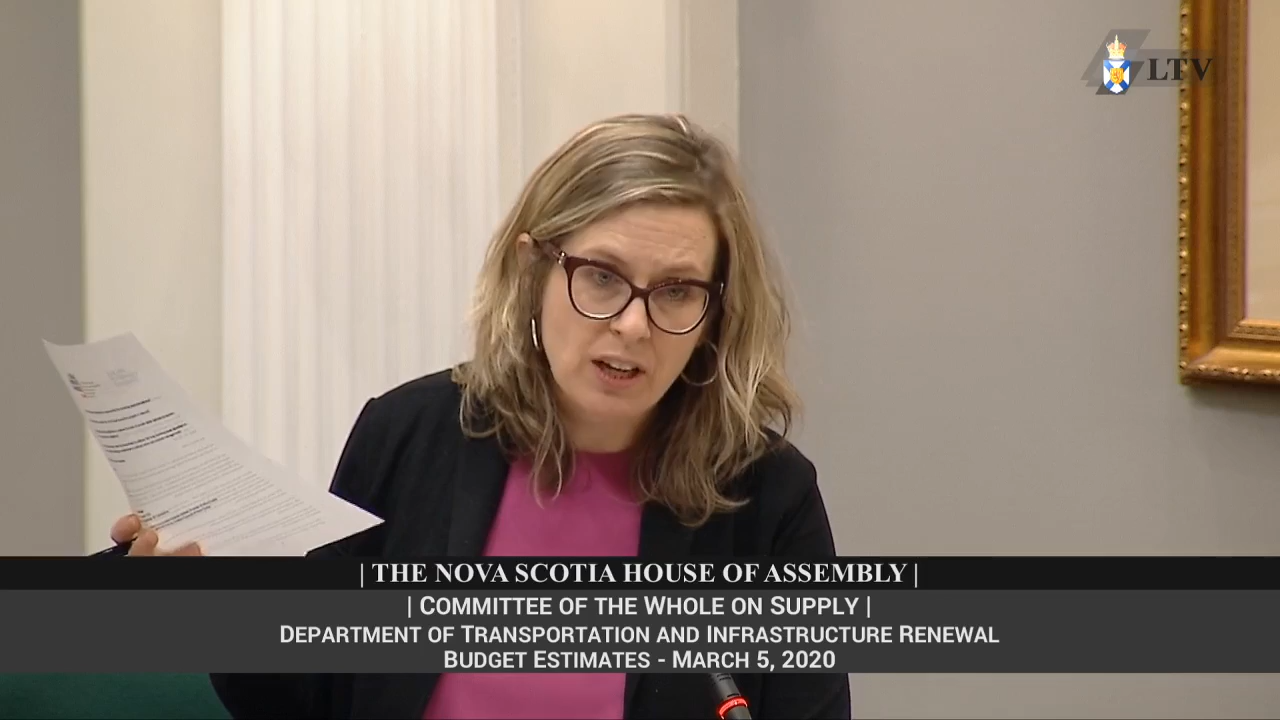 LTV
| THE NOVA SCOTIA HOUSE OF ASSEMBLY |
| COMMITTEE OF THE WHOLE ON SUPPLY |
DEPARTMENT OF TRANSPORTATION AND INFRASTRUCTURE RENEWAL
BUDGET ESTIMATES - MARCH 5, 2020